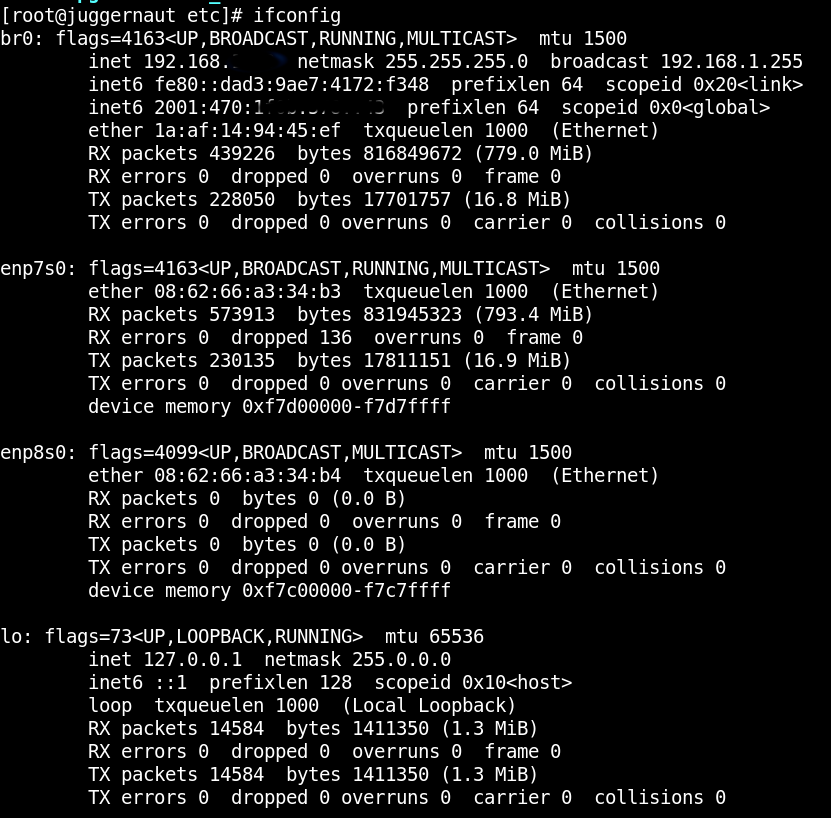 [root@juggernaut etc]# ifconfig
br0: flags=4163<UP,BROADCAST,RUNNING,MULTICAST>  mtu 1500
        inet 192.168.  netmask 255.255.255.0  broadcast 192.168.1.255
        inet6 fe80::dad3:9ae7:4172:f348  prefixlen 64  scopeid 0x20<link>
        inet6 2001:470:  prefixlen 64  scopeid 0x0<global>
        ether 1a:af:14:94:45:ef  txqueuelen 1000  (Ethernet)
        RX packets 439226  bytes 816849672 (779.0 MiB)
        RX errors 0  dropped 0  overruns 0  frame 0
        TX packets 228050  bytes 17701757 (16.8 MiB)
        TX errors 0  dropped 0 overruns 0  carrier 0  collisions 0

enp7s0: flags=4163<UP,BROADCAST,RUNNING,MULTICAST>  mtu 1500
        ether 08:62:66:a3:34:b3  txqueuelen 1000  (Ethernet)
        RX packets 573913  bytes 831945323 (793.4 MiB)
        RX errors 0  dropped 136  overruns 0  frame 0
        TX packets 230135  bytes 17811151 (16.9 MiB)
        TX errors 0  dropped 0 overruns 0  carrier 0  collisions 0
        device memory 0xf7d00000-f7d7ffff

enp8s0: flags=4099<UP,BROADCAST,MULTICAST>  mtu 1500
        ether 08:62:66:a3:34:b4  txqueuelen 1000  (Ethernet)
        RX packets 0  bytes 0 (0.0 B)
        RX errors 0  dropped 0  overruns 0  frame 0
        TX packets 0  bytes 0 (0.0 B)
        TX errors 0  dropped 0 overruns 0  carrier 0  collisions 0
        device memory 0xf7c00000-f7c7ffff

lo: flags=73<UP,LOOPBACK,RUNNING>  mtu 65536
        inet 127.0.0.1  netmask 255.0.0.0
        inet6 ::1  prefixlen 128  scopeid 0x10<host>
        loop  txqueuelen 1000  (Local Loopback)
        RX packets 14584  bytes 1411350 (1.3 MiB)
        RX errors 0  dropped 0  overruns 0  frame 0
        TX packets 14584  bytes 1411350 (1.3 MiB)
        TX errors 0  dropped 0 overruns 0  carrier 0  collisions 0